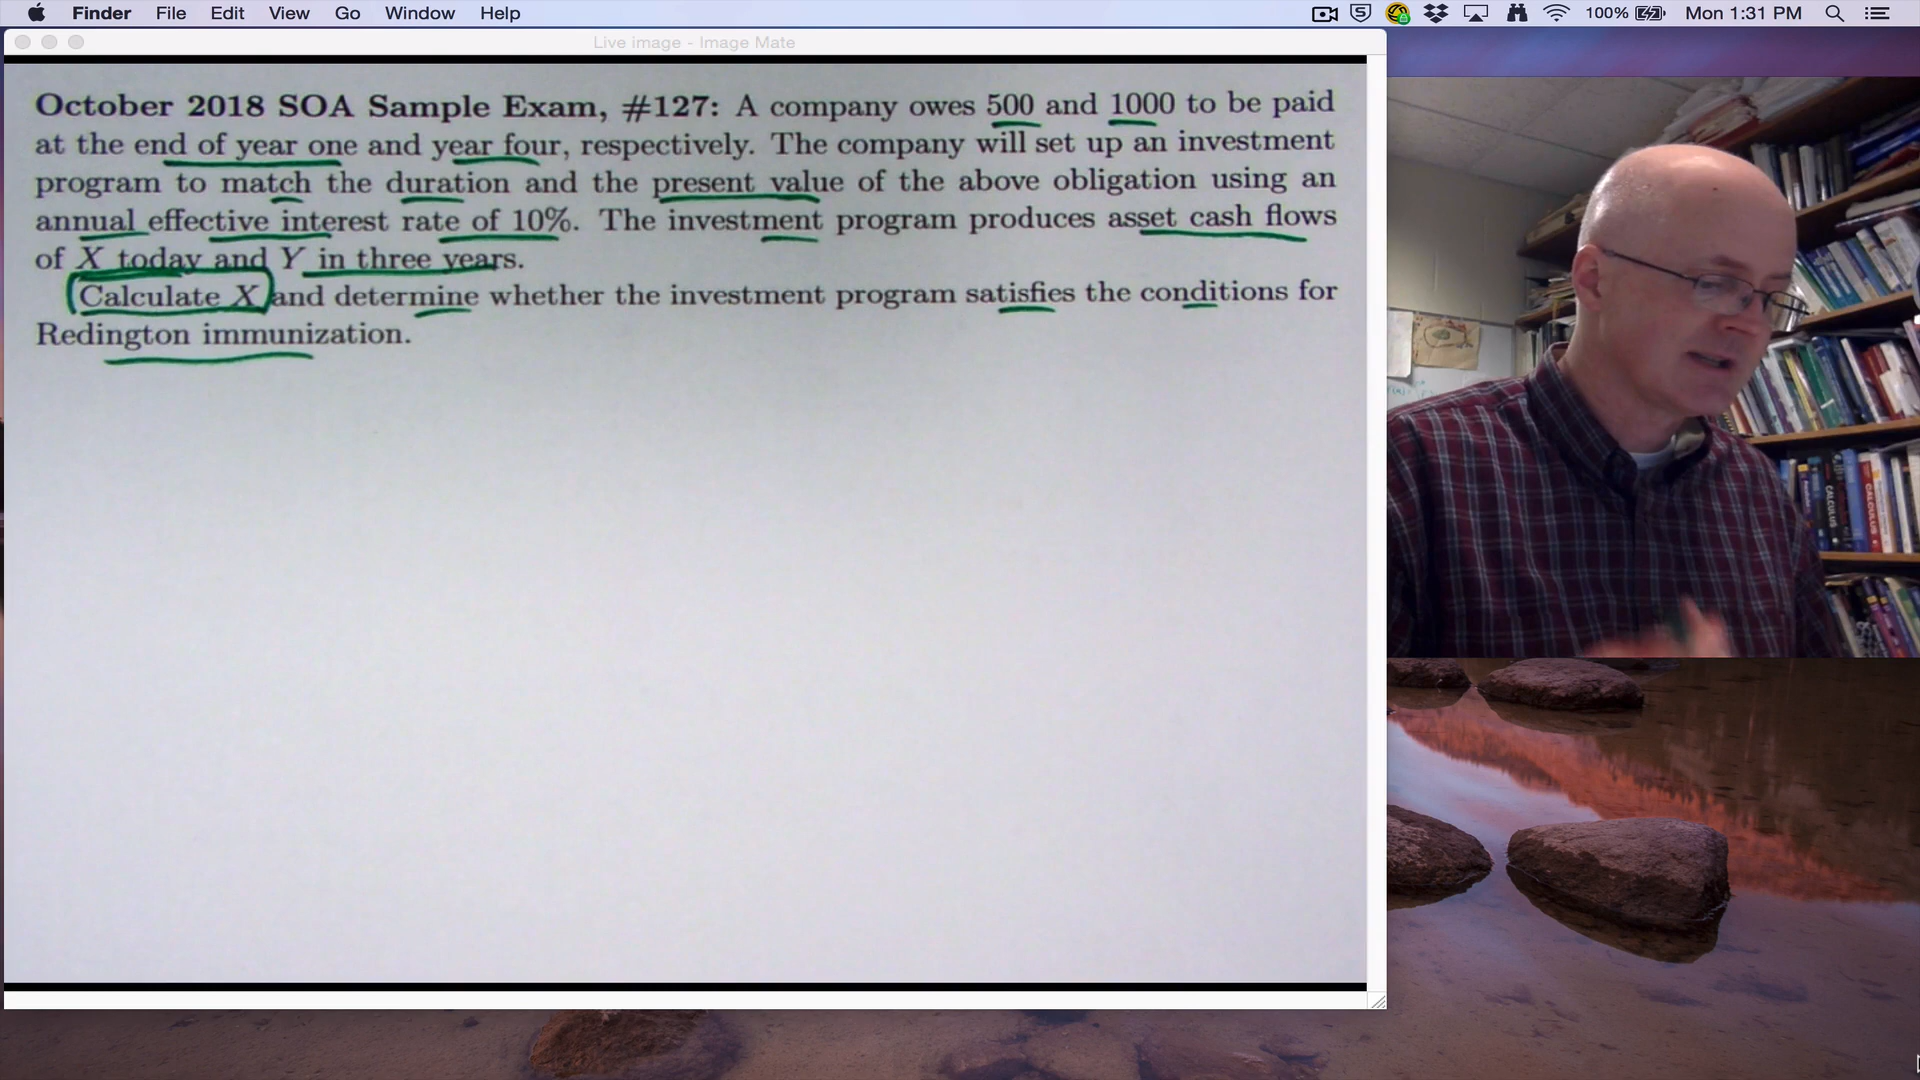 Finder File Edit View Go Window Help 100% Mon 1:31 PM
Live image - Image Mate
October 2018 SOA Sample Exam, #127: A company owes 500 and 1000 to be paid
at the end of year one and year four, respectively. The company will set up an investment
program to match the duration and the present value of the above obligation using an
annual effective interest rate of 10%. The investment program produces asset cash flows
of X today and Y in three years.
Calculate X and determine whether the investment program satisfies the conditions for
Redington immunization.
CALCULUS
CALCULUS